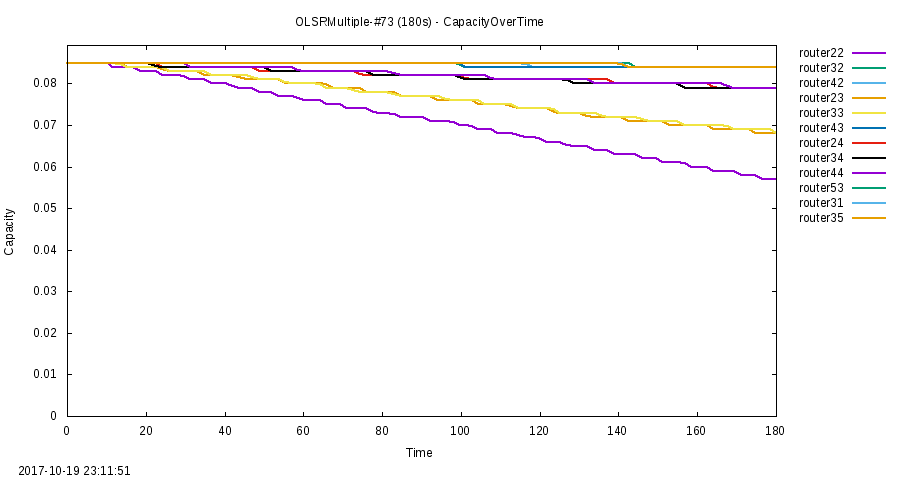 OLSRMultiple-#73 (180s) - CapacityOverTime
router22
router32
router42
router23
router33
router43
router24
router34
router44
router53
router31
router35
0.08
0.07
0.06
0.05
0.04
0.03
0.02
0.01
0
Capacity
0 20 40 60 80 100 120 140 160 180
Time
2017-10-19 23:11:51